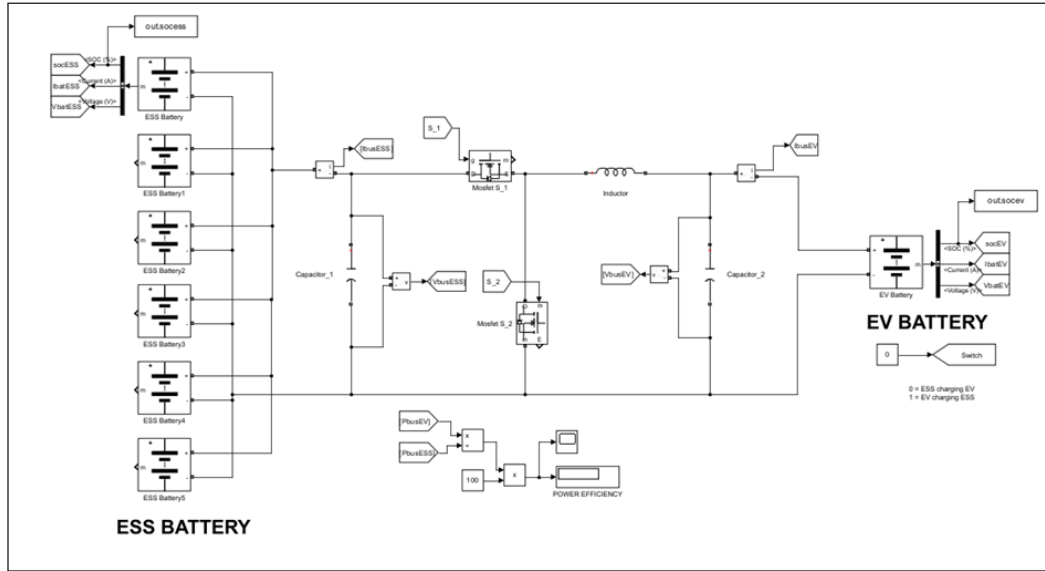 out.socess
socESS
<SOC (%)>
IbatESS
<Current (A)>
VbatESS
<Voltage (V)>
+
-
m
ESS Battery
ESS Battery1
ESS Battery2
ESS Battery3
ESS Battery4
ESS Battery5
ESS BATTERY
[IbusESS]
S_1
Mosfet S_1
Inductor
IbusEV
Capacitor_1
[VbusESS]
S_2
Mosfet S_2
[VbusEV]
Capacitor_2
out.socev
<SOC (%)>
socEV
<Current (A)>
IbatEV
<Voltage (V)>
VbatEV
+
-
m
EV Battery
EV BATTERY
0
Switch
0 = ESS charging EV
1 = EV charging ESS
[PbusEV]
[PbusESS]
x
÷
100
x
POWER EFFICIENCY